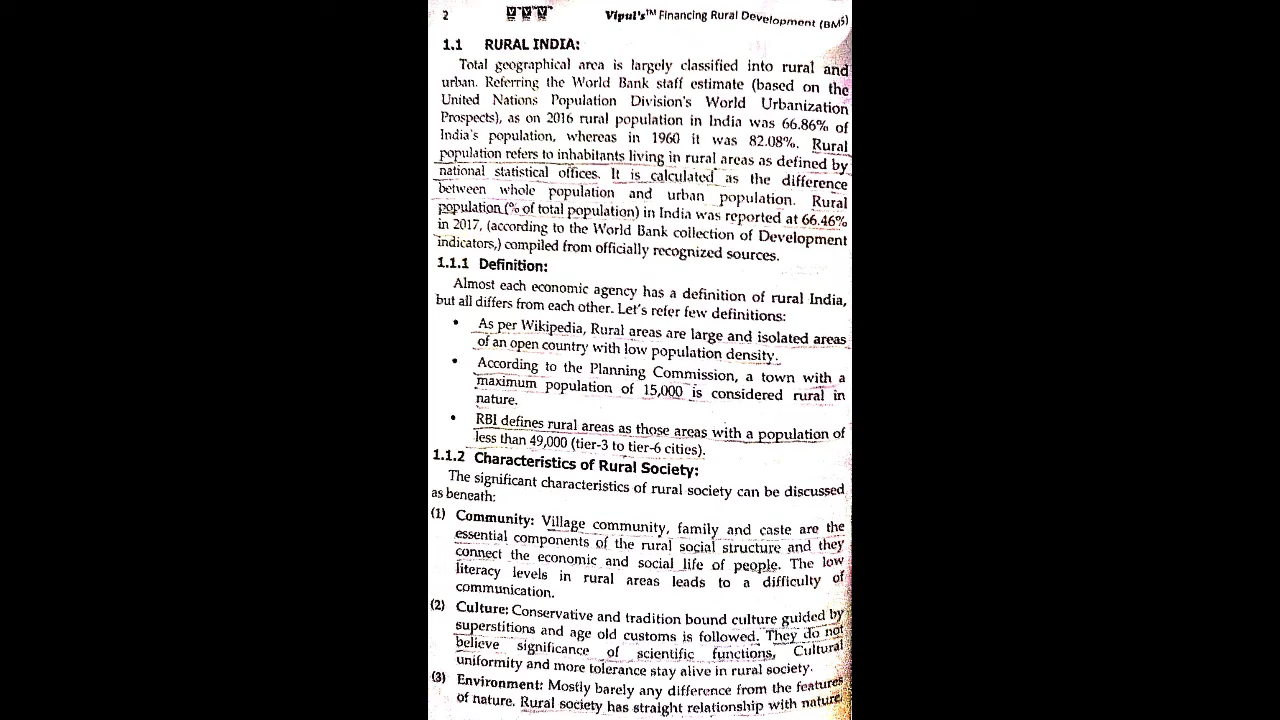 2 VVV Vipul's™ Financing Rural Development (BMS)
1.1 RURAL INDIA:
Total geographical area is largely classified into rural and
urban. Referring the World Bank staff estimate (based on the
United Nations Population Division's World Urbanization
Prospects), as on 2016 rural population in India was 66.86% of
India's population, whereas in 1960 it was 82.08%. Rural
population refers to inhabitants living in rural areas as defined by
national statistical offices. It is calculated as the difference
between whole population and urban population. Rural
population (% of total population) in India was reported at 66.46%
in 2017, (according to the World Bank collection of Development
indicators,) compiled from officially recognized sources.
1.1.1 Definition:
Almost each economic agency has a definition of rural India,
but all differs from each other. Let's refer few definitions:
• As per Wikipedia, Rural areas are large and isolated areas
of an open country with low population density.
• According to the Planning Commission, a town with a
maximum population of 15,000 is considered rural in
nature.
• RBI defines rural areas as those areas with a population of
less than 49,000 (tier-3 to tier-6 cities).
1.1.2 Characteristics of Rural Society:
The significant characteristics of rural society can be discussed
as beneath:
(1) Community: Village community, family and caste are the
essential components of the rural social structure and they
connect the economic and social life of people. The low
literacy levels in rural areas leads to a difficulty of
communication.
(2) Culture: Conservative and tradition bound culture guided by
superstitions and age old customs is followed. They do not
believe significance of scientific functions, Cultural
uniformity and more tolerance stay alive in rural society.
(3) Environment: Mostly barely any difference from the features
of nature. Rural society has straight relationship with nature